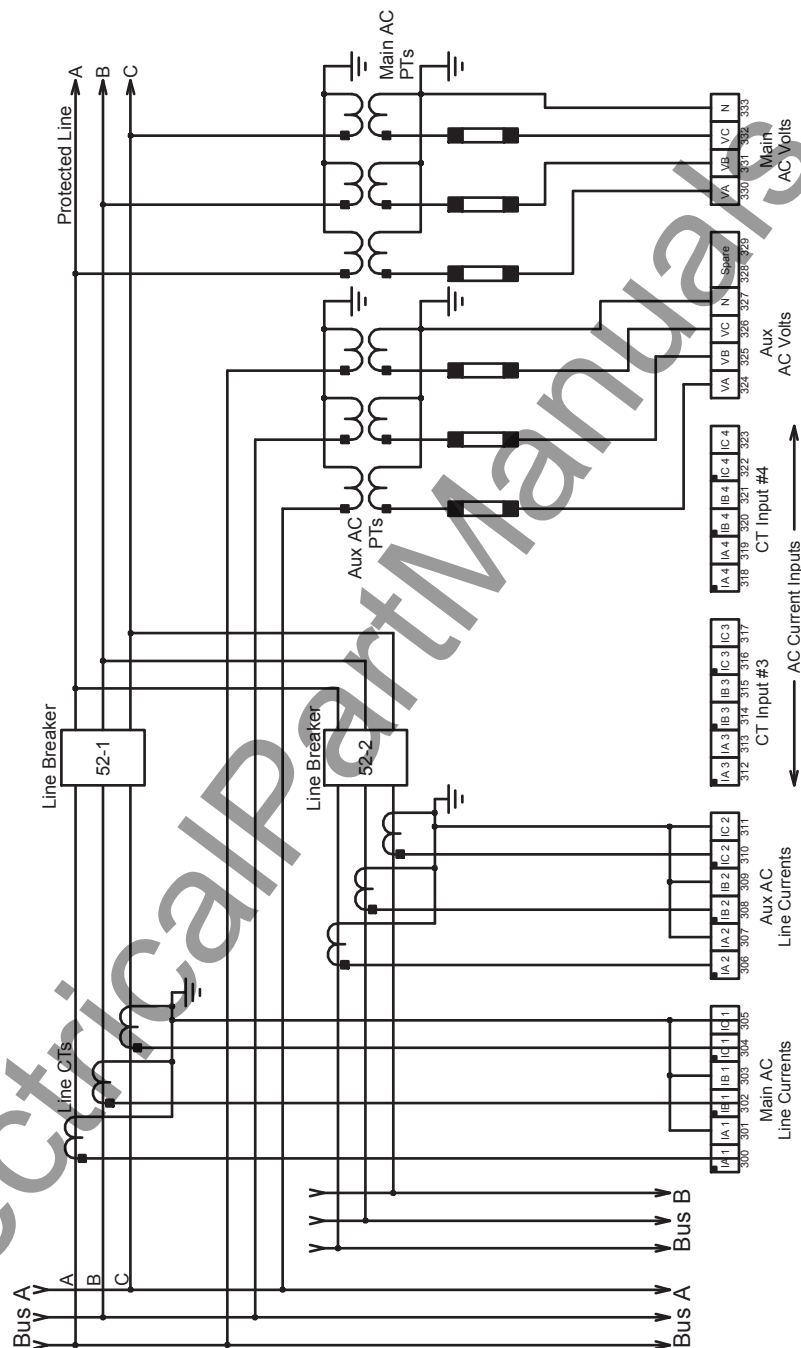 Protected Line
A
B
C
Line Breaker
52-1
Line CTs
Bus A
A
B
C
Main AC
PTs
Aux AC
PTs
Line Breaker
52-2
Bus A
Bus B
IA 1
IA 1
IB 1
IB 1
IC 1
IC 1
300
301
302
303
304
305
Main AC
Line Currents
IA 2
IA 2
IB 2
IB 2
IC 2
IC 2
306
307
308
309
310
311
Aux AC
Line Currents
IA 3
IA 3
IB 3
IB 3
IC 3
IC 3
312
313
314
315
316
317
CT Input #3
IA 4
IA 4
IB 4
IB 4
IC 4
IC 4
318
319
320
321
322
323
CT Input #4
AC Current Inputs
VA
VB
VC
N
Spare
324
325
326
327
328
329
Aux
AC Volts
VA
VB
VC
N
330
331
332
333
Main
AC Volts
ectricalPartManuals